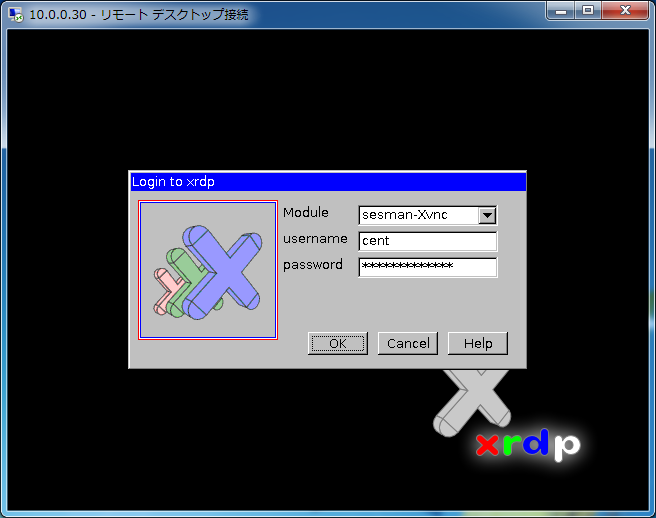 10.0.0.30 - リモート デスクトップ接続
Login to xrdp
Module
sesman-Xvnc
username
cent
password
*************
OK
Cancel
Help
xrdp